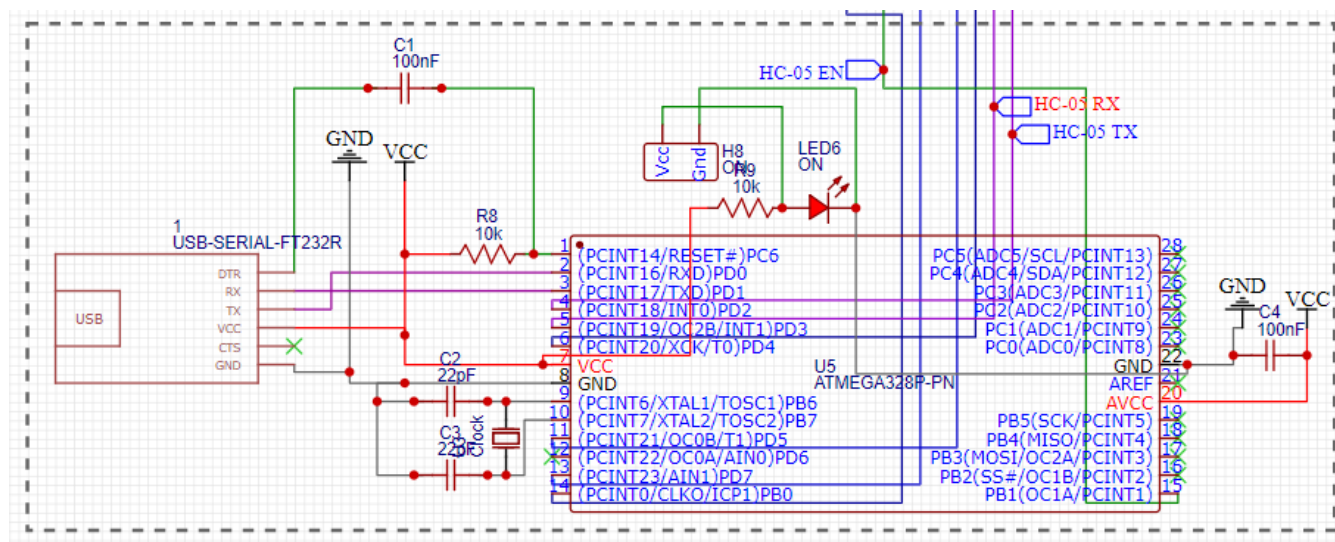 C1
100nF
HC-05 EN
HC-05 RX
HC-05 TX
GND
VCC
Vcc
Gnd
H8
ON
R9
10k
LED6
ON
1
USB-SERIAL-FT232R
R8
10k
USB
DTR
RX
TX
VCC
CTS
GND
C2
22pF
C3
22pF
Clock
1
2
3
4
5
6
7
8
9
10
11
12
13
14
(PCINT14/RESET#)PC6
(PCINT16/RXD)PD0
(PCINT17/TXD)PD1
(PCINT18/INT0)PD2
(PCINT19/OC2B/INT1)PD3
(PCINT20/XCK/T0)PD4
VCC
GND
(PCINT6/XTAL1/TOSC1)PB6
(PCINT7/XTAL2/TOSC2)PB7
(PCINT21/OC0B/T1)PD5
(PCINT22/OC0A/AIN0)PD6
(PCINT23/AIN1)PD7
(PCINT0/CLKO/ICP1)PB0
U5
ATMEGA328P-PN
PC5(ADC5/SCL/PCINT13)
PC4(ADC4/SDA/PCINT12)
PC3(ADC3/PCINT11)
PC2(ADC2/PCINT10)
PC1(ADC1/PCINT9)
PC0(ADC0/PCINT8)
GND
AREF
AVCC
PB5(SCK/PCINT5)
PB4(MISO/PCINT4)
PB3(MOSI/OC2A/PCINT3)
PB2(SS#/OC1B/PCINT2)
PB1(OC1A/PCINT1)
28
27
26
25
24
23
22
21
20
19
18
17
16
15
GND
VCC
C4
100nF